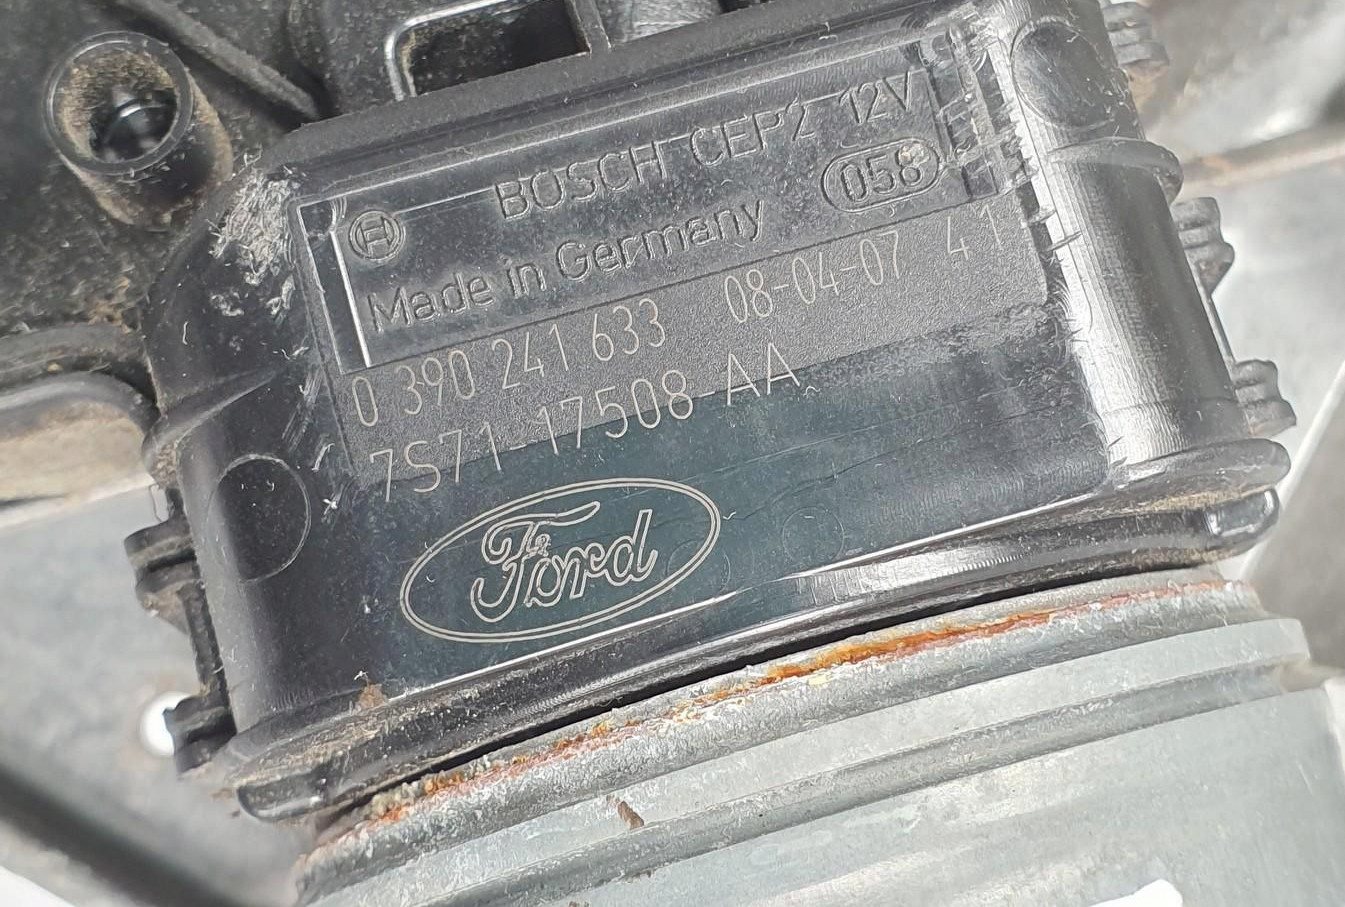 BOSCH CEP2 12V
Made in Germany 058
0 390 241 633 08-04-07 41
7S71-17508-AA
Ford